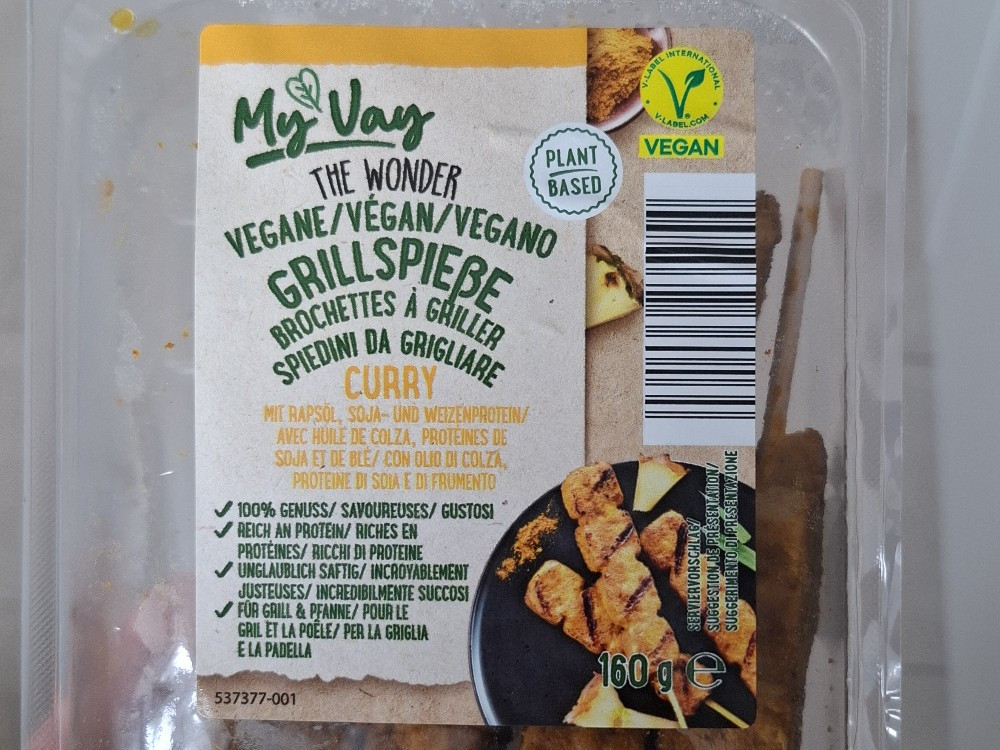 My Vay
THE WONDER
VEGANE/VÉGAN/VEGANO
GRILLSPIEẞE
BROCHETTES À GRILLER
SPIEDINI DA GRIGLIARE
CURRY
MIT RAPSÖL, SOJA- UND WEIZENPROTEIN/
AVEC HUILE DE COLZA, PROTÉINES DE
SOJA ET DE BLÉ/ CON OLIO DI COLZA,
PROTEINE DI SOIA E DI FRUMENTO
✓ 100% GENUSS/ SAVOUREUSES/ GUSTOSI
✓ REICH AN PROTEIN/ RICHES EN
PROTÉINES/ RICCHI DI PROTEINE
✓ UNGLAUBLICH SAFTIG/ INCROYABLEMENT
JUSTEUSES/ INCREDIBILMENTE SUCCOSI
✓ FÜR GRILL & PFANNE/ POUR LE
GRIL ET LA POÊLE/ PER LA GRIGLIA
E LA PADELLA
537377-001
PLANT
BASED
V-LABEL INTERNATIONAL
V-LABEL.COM
VEGAN
SERVIERVORSCHLAG/
SUGGESTION DE PRÉSENTATION/
SUGGERIMENTO DI PRESENTAZIONE
160 g e